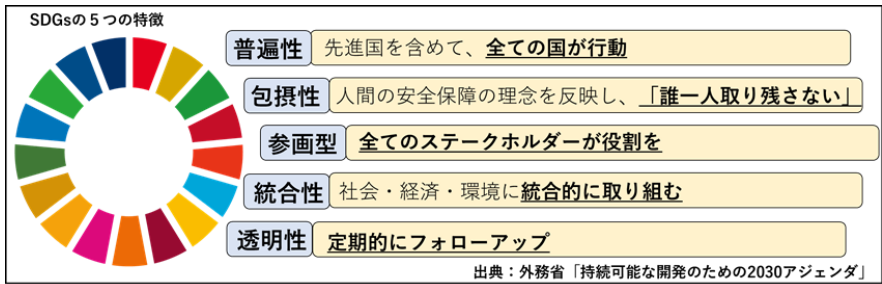 SDGsの５つの特徴
普遍性 先進国を含めて、全ての国が行動
包摂性 人間の安全保障の理念を反映し、「誰一人取り残さない」
参画型 全てのステークホルダーが役割を
統合性 社会・経済・環境に統合的に取り組む
透明性 定期的にフォローアップ
出典：外務省「持続可能な開発のための2030アジェンダ」